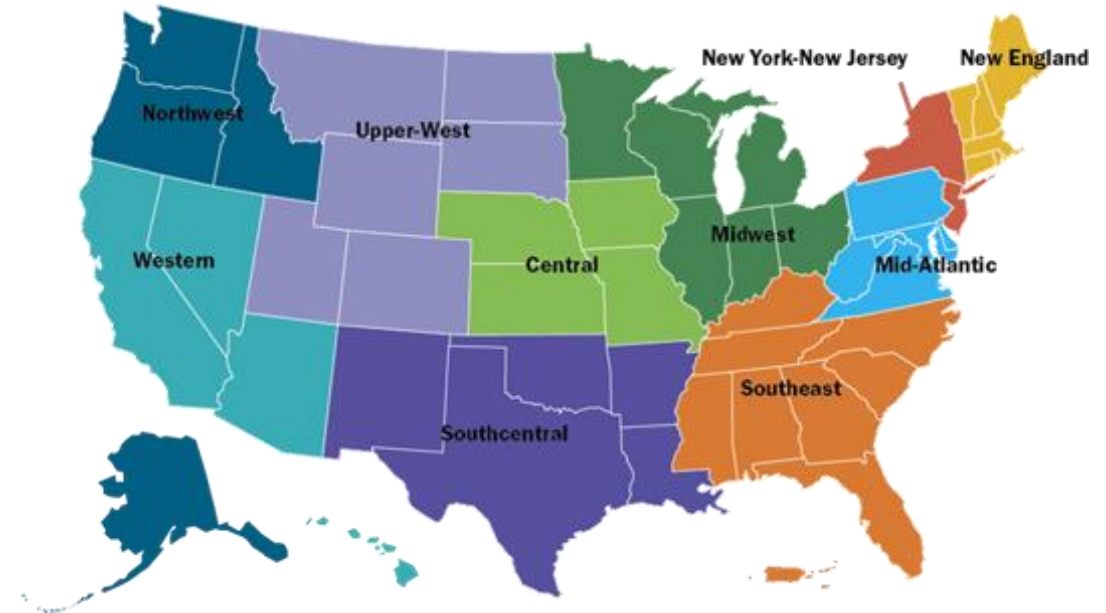 New York-New Jersey
New England
Northwest
Upper-West
Midwest
Western
Central
Mid-Atlantic
Southeast
Southcentral